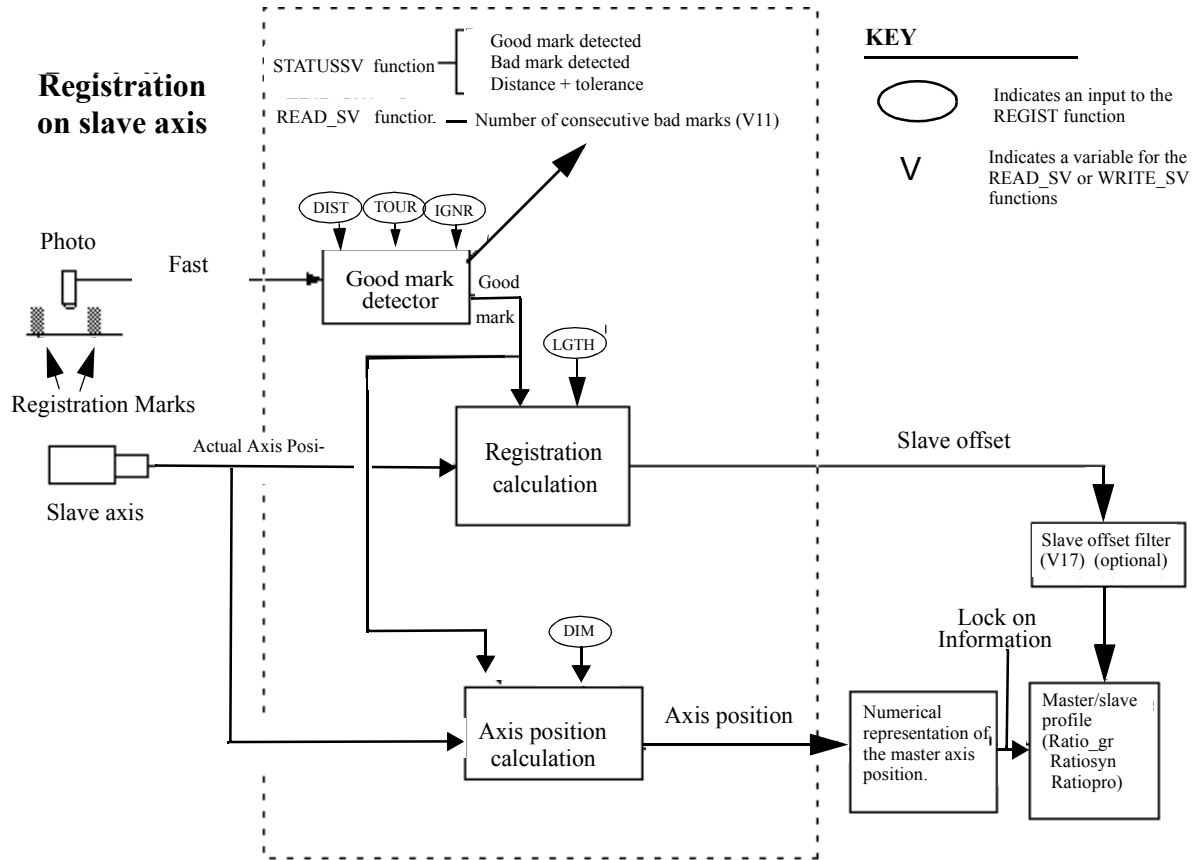 Registration
on slave axis
STATUSSV function
Good mark detected
Bad mark detected
Distance + tolerance
READ_SV function
Number of consecutive bad marks (V11)
KEY
Indicates an input to the
REGIST function
V
Indicates a variable for the
READ_SV or WRITE_SV
functions
DIST
TOUR
IGNR
Photo
Fast
Good mark
detector
Good
mark
LGTH
Registration Marks
Actual Axis Posi-
Slave axis
Registration
calculation
Slave offset
Slave offset filter
(V17) (optional)
Lock on
Information
DIM
Axis position
calculation
Axis position
Numerical
representation of
the master axis
position.
Master/slave
profile
(Ratio_gr
Ratiosyn
Ratiopro)